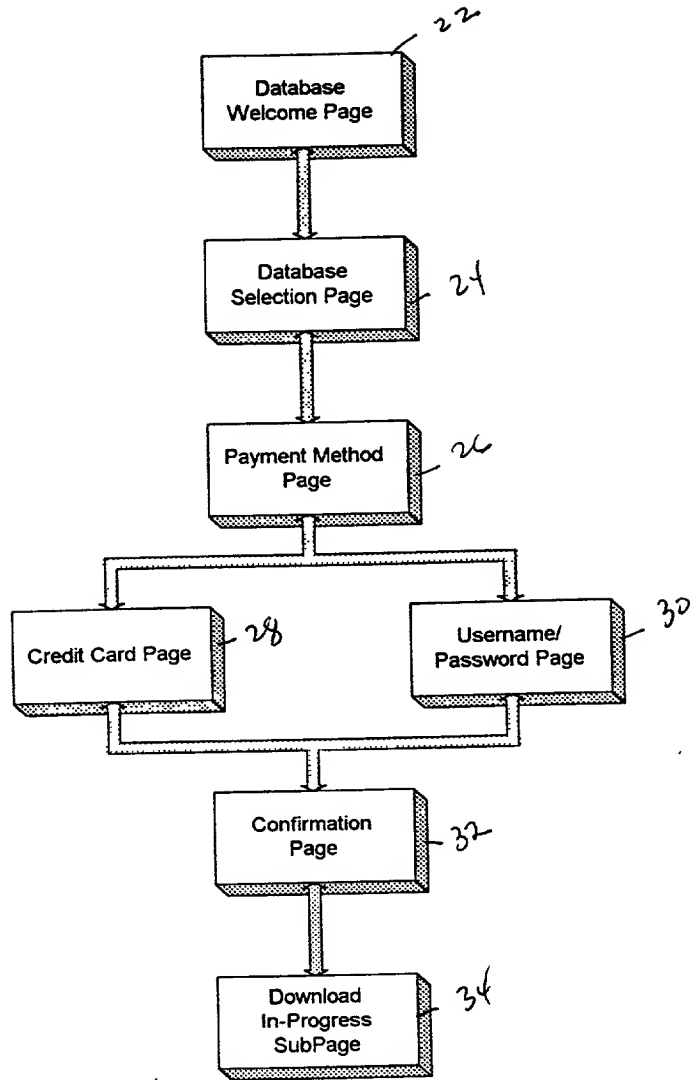 22
Database
Welcome Page
Database
Selection Page
24
Payment Method
Page
26
Credit Card Page
28
Username/
Password Page
30
Confirmation
Page
32
Download
In-Progress
SubPage
34